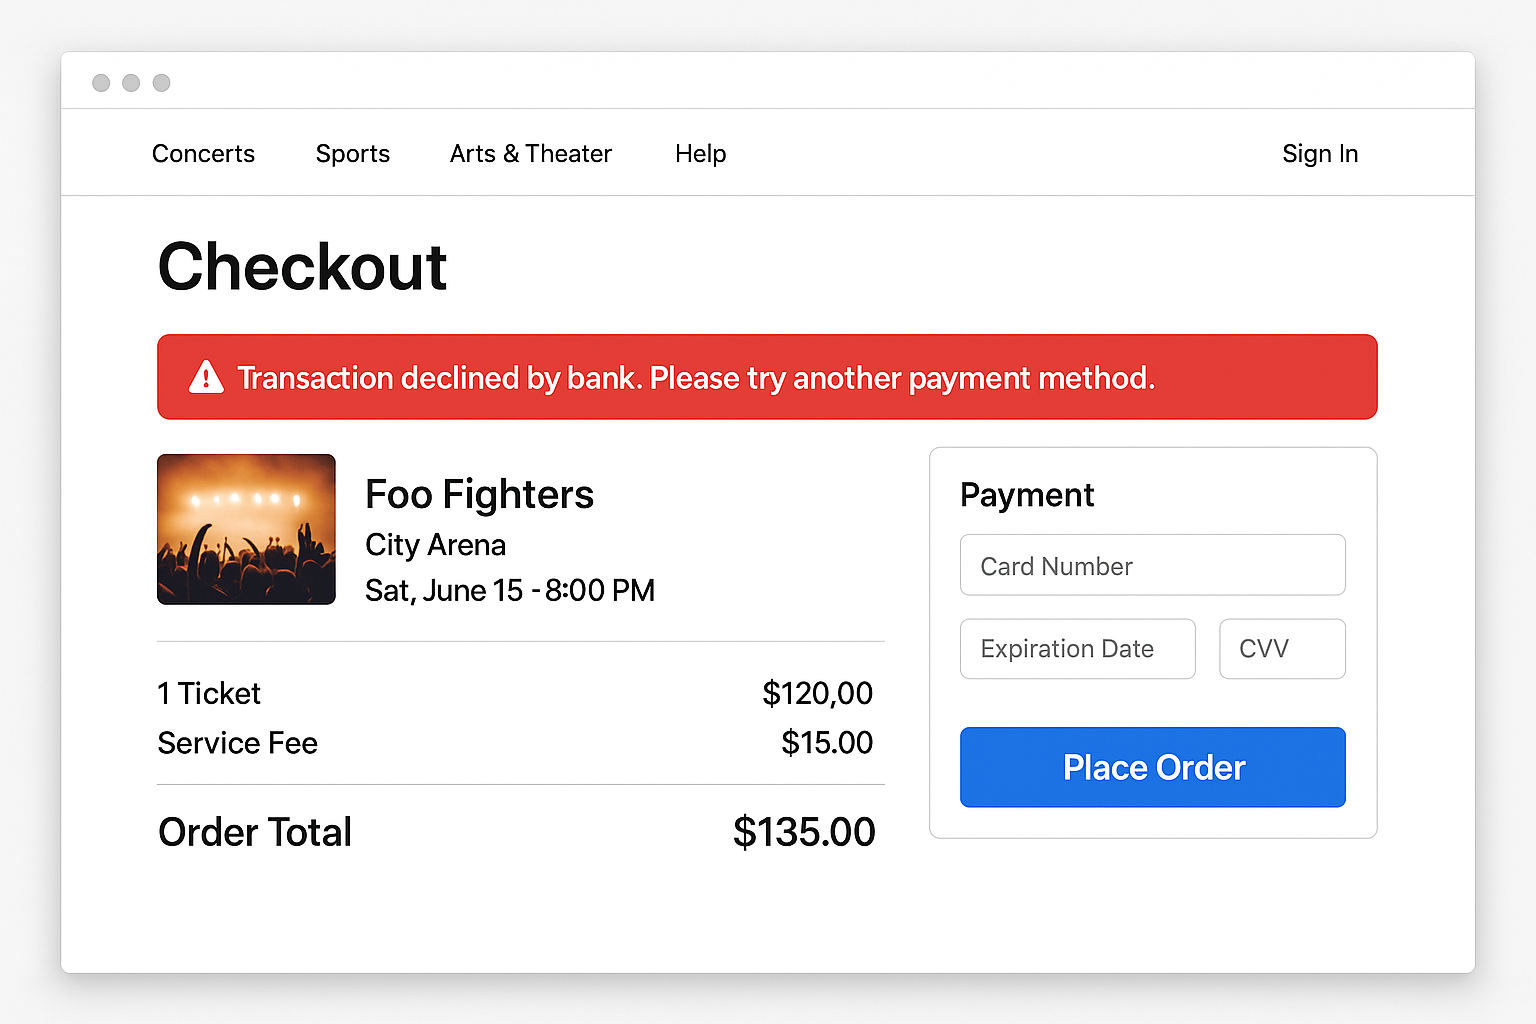 Concerts Sports Arts & Theater Help Sign In
Checkout
Transaction declined by bank. Please try another payment method.
Foo Fighters
City Arena
Sat, June 15 - 8:00 PM
1 Ticket $120,00
Service Fee $15.00
Order Total $135.00
Payment
Card Number
Expiration Date CVV
Place Order